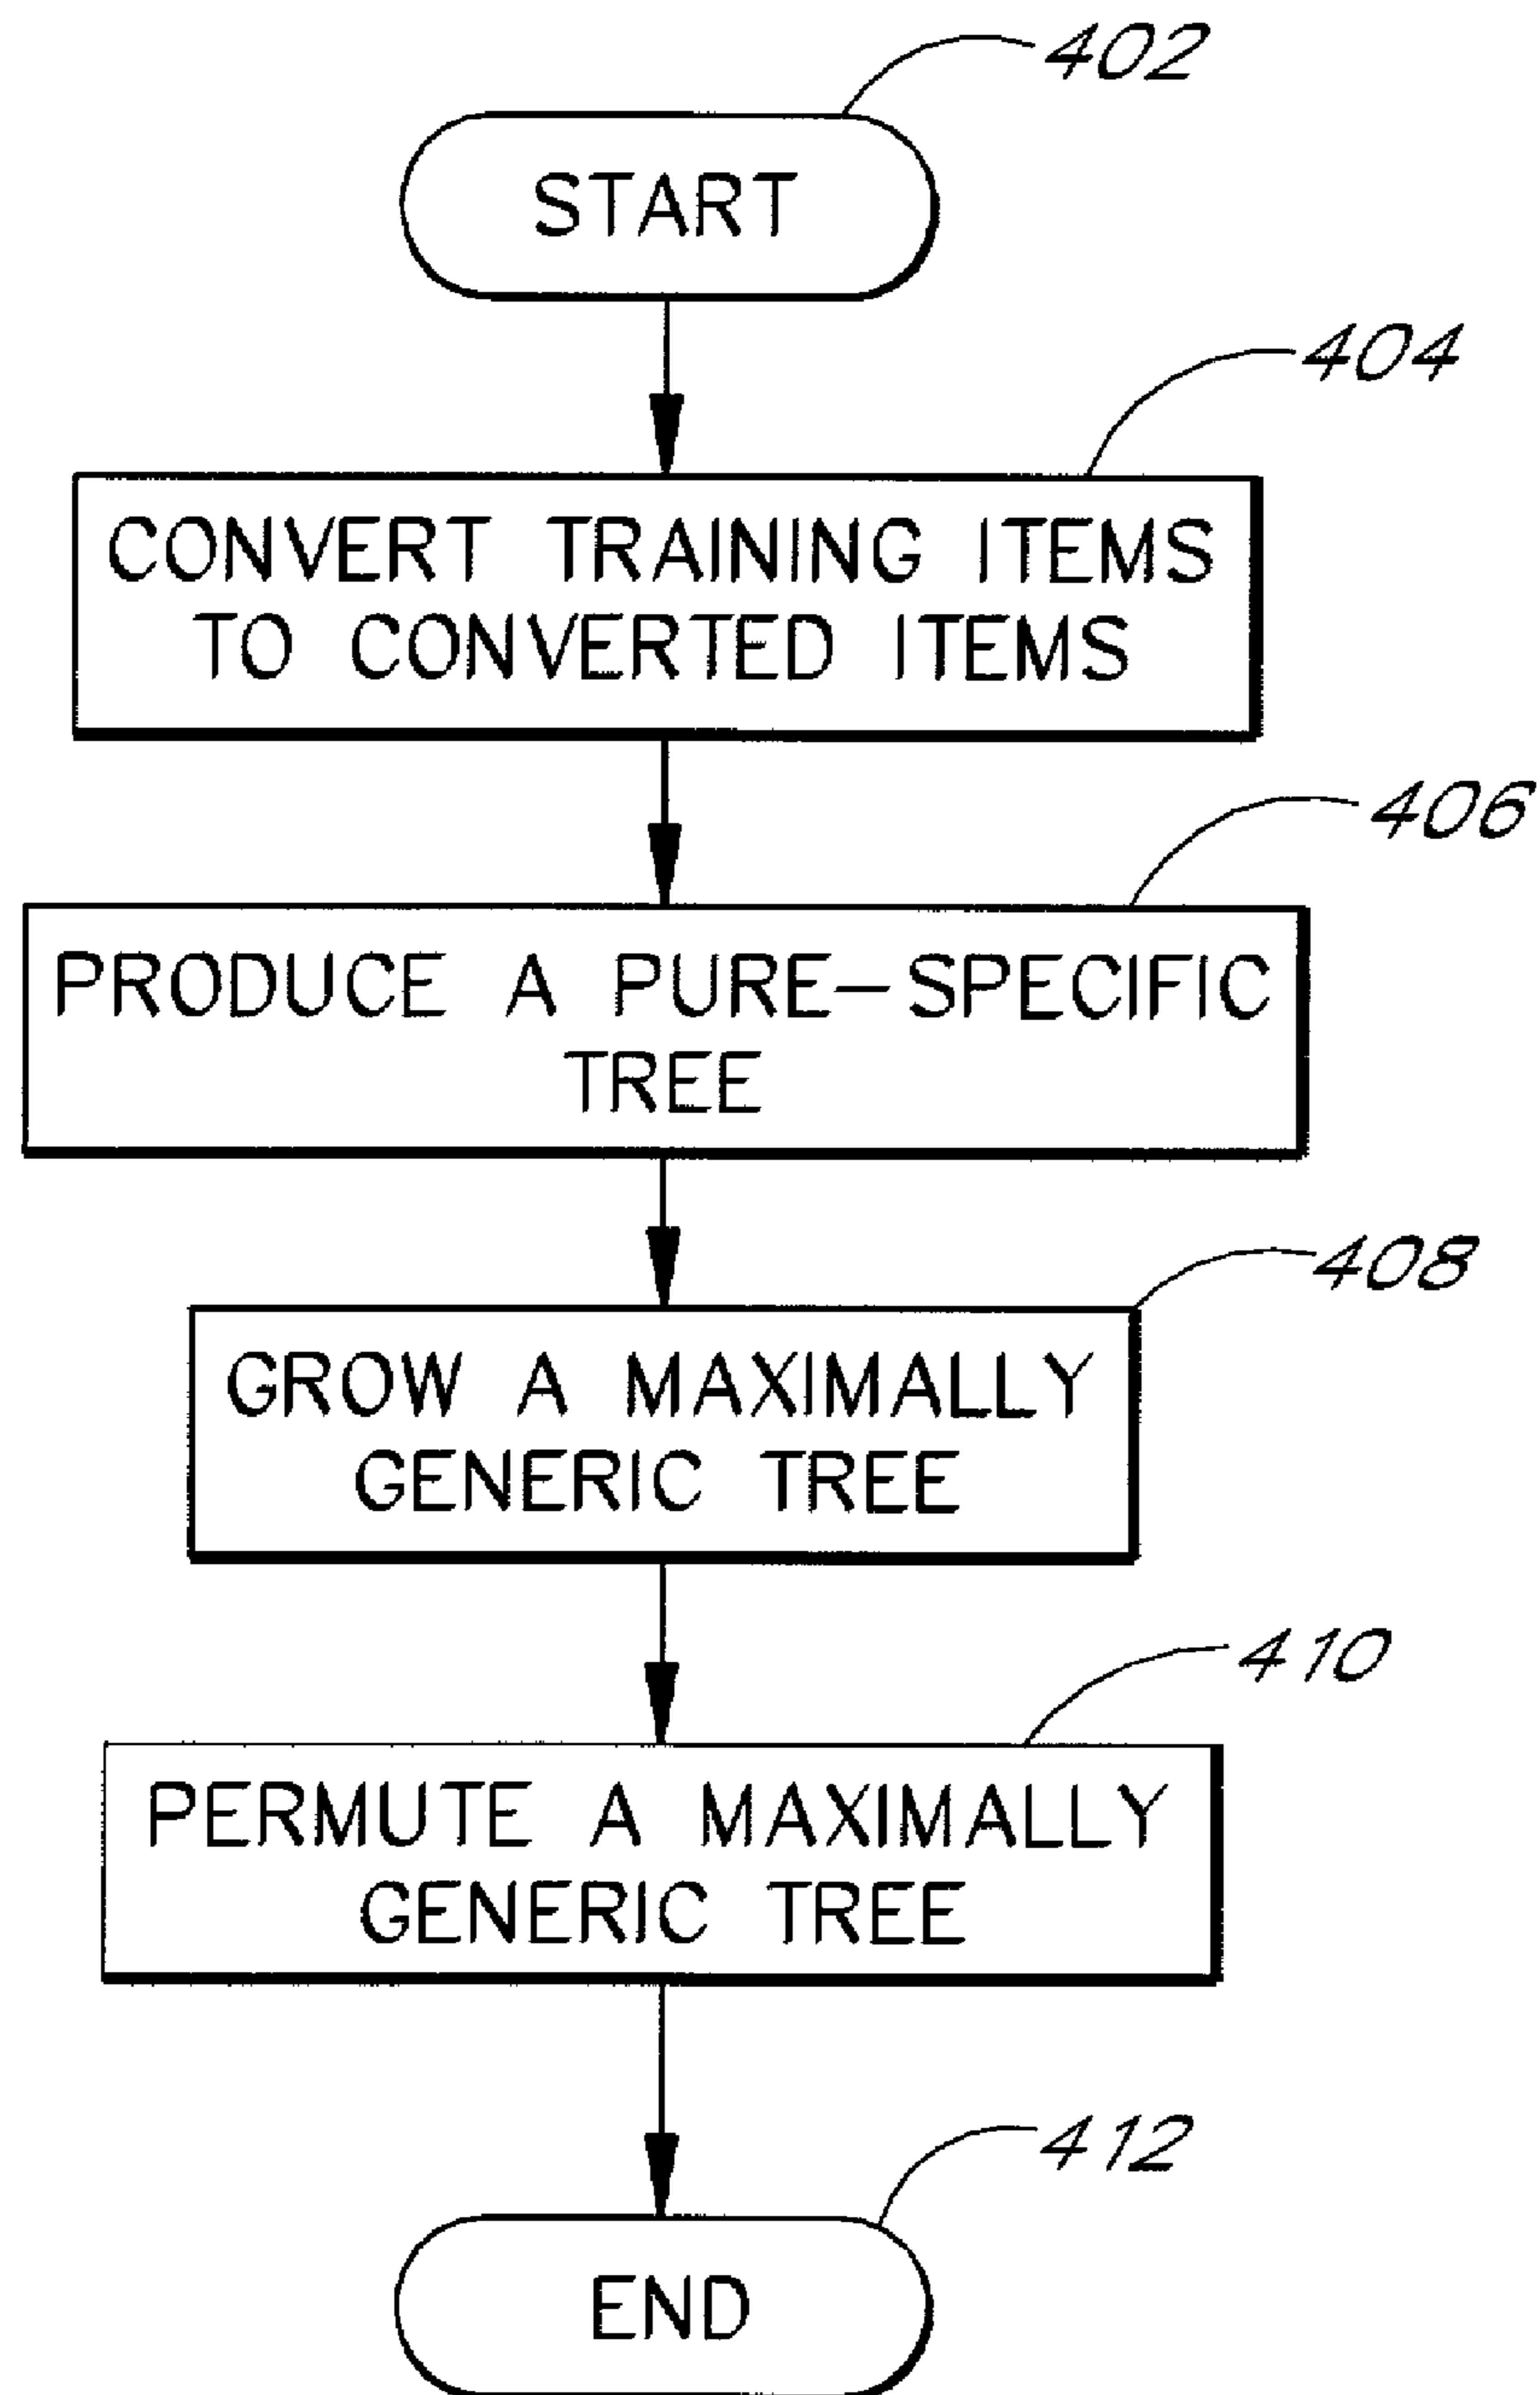 402
START
404
CONVERT TRAINING ITEMS
TO CONVERTED ITEMS
406
PRODUCE A PURE-SPECIFIC
TREE
408
GROW A MAXIMALLY
GENERIC TREE
410
PERMUTE A MAXIMALLY
GENERIC TREE
412
END